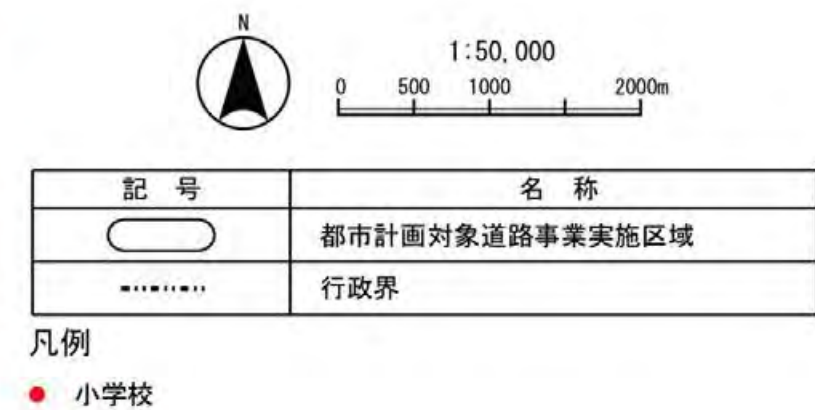 N
1:50,000
0 500 1000 2000m
記 号 名 称
都市計画対象道路事業実施区域
行政界
凡例
小学校